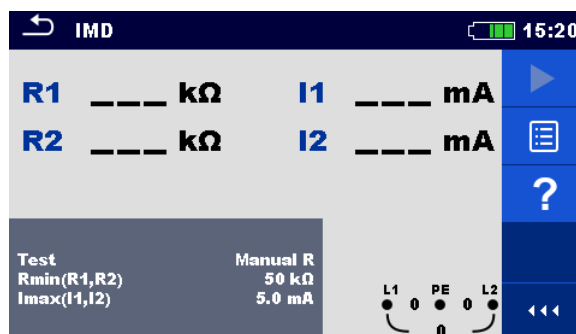 IMD 15:20
R1 ___ kΩ I1 ___ mA
R2 ___ kΩ I2 ___ mA
?
Test Manual R
Rmin(R1,R2) 50 kΩ
Imax(I1,I2) 5.0 mA
L1 PE L2
0 0
0